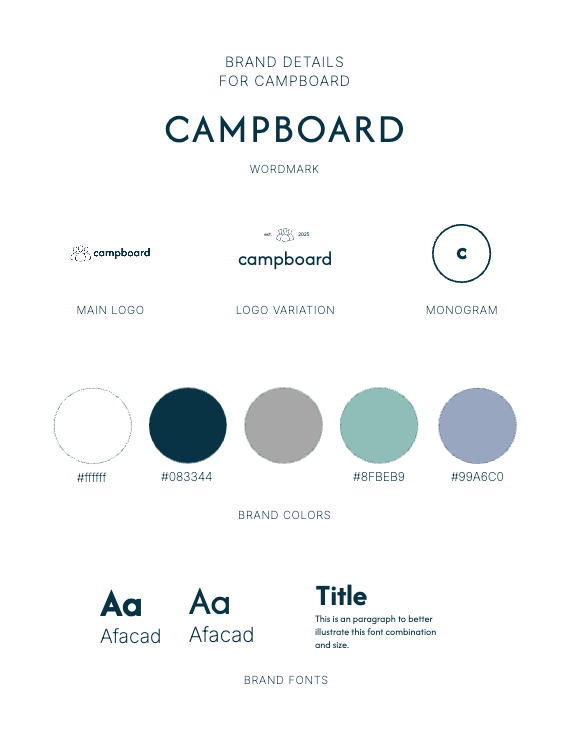 BRAND DETAILS
FOR CAMPBOARD
CAMPBOARD
WORDMARK
campboard
est. 2025
campboard
c
MAIN LOGO
LOGO VARIATION
MONOGRAM
#ffffff
#083344
#8FBEB9
#99A6C0
BRAND COLORS
Aa
Afacad
Aa
Afacad
Title
This is an paragraph to better
illustrate this font combination
and size.
BRAND FONTS